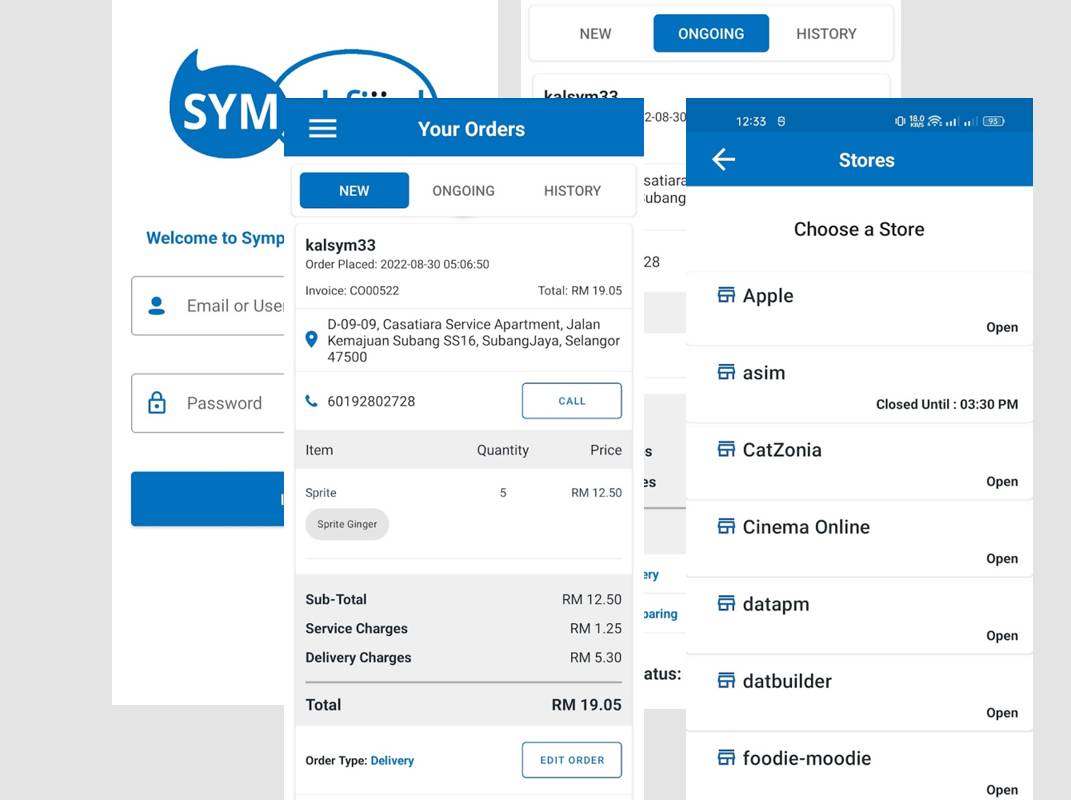 SYM
Welcome to Symp
Email or User
Password
Your Orders
NEW ONGOING HISTORY
kalsym33
Order Placed: 2022-08-30 05:06:50
Invoice: CO00522 Total: RM 19.05
D-09-09, Casatiara Service Apartment, Jalan
Kemajuan Subang SS16, SubangJaya, Selangor
47500
60192802728 CALL
Item Quantity Price
Sprite 5 RM 12.50
Sprite Ginger
Sub-Total RM 12.50
Service Charges RM 1.25
Delivery Charges RM 5.30
Total RM 19.05
Order Type: Delivery EDIT ORDER
NEW ONGOING HISTORY
kalsym33
2-08-30
satiara
ubang
28
s
es
ery
paring
atus:
12:33 18.0 KB/S 93
Stores
Choose a Store
Apple
Open
asim
Closed Until : 03:30 PM
CatZonia
Open
Cinema Online
Open
datapm
Open
datbuilder
Open
foodie-moodie
Open